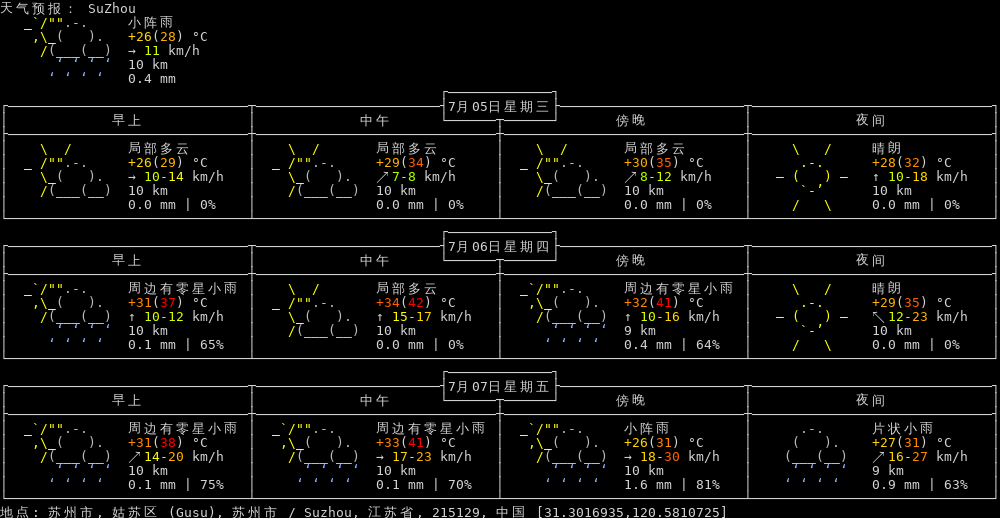 天气预报: SuZhou
小阵雨
+26(28) °C
→ 11 km/h
10 km
0.4 mm
7月05日星期三
早上 中午 傍晚 夜间
局部多云 局部多云 局部多云 晴朗
+26(29) °C +29(34) °C +30(35) °C +28(32) °C
→ 10-14 km/h ↗ 7-8 km/h ↗ 8-12 km/h ↑ 10-18 km/h
10 km 10 km 10 km 10 km
0.0 mm | 0% 0.0 mm | 0% 0.0 mm | 0% 0.0 mm | 0%
7月06日星期四
早上 中午 傍晚 夜间
周边有零星小雨 局部多云 周边有零星小雨 晴朗
+31(37) °C +34(42) °C +32(41) °C +29(35) °C
↑ 10-12 km/h ↑ 15-17 km/h ↑ 10-16 km/h ↖ 12-23 km/h
10 km 10 km 9 km 10 km
0.1 mm | 65% 0.0 mm | 0% 0.4 mm | 64% 0.0 mm | 0%
7月07日星期五
早上 中午 傍晚 夜间
周边有零星小雨 周边有零星小雨 小阵雨 片状小雨
+31(38) °C +33(41) °C +26(31) °C +27(31) °C
↗ 14-20 km/h → 17-23 km/h → 18-30 km/h ↗ 16-27 km/h
10 km 10 km 10 km 9 km
0.1 mm | 75% 0.1 mm | 70% 1.6 mm | 81% 0.9 mm | 63%
地点: 苏州市, 姑苏区 (Gusu), 苏州市 / Suzhou, 江苏省, 215129, 中国 [31.3016935,120.5810725]